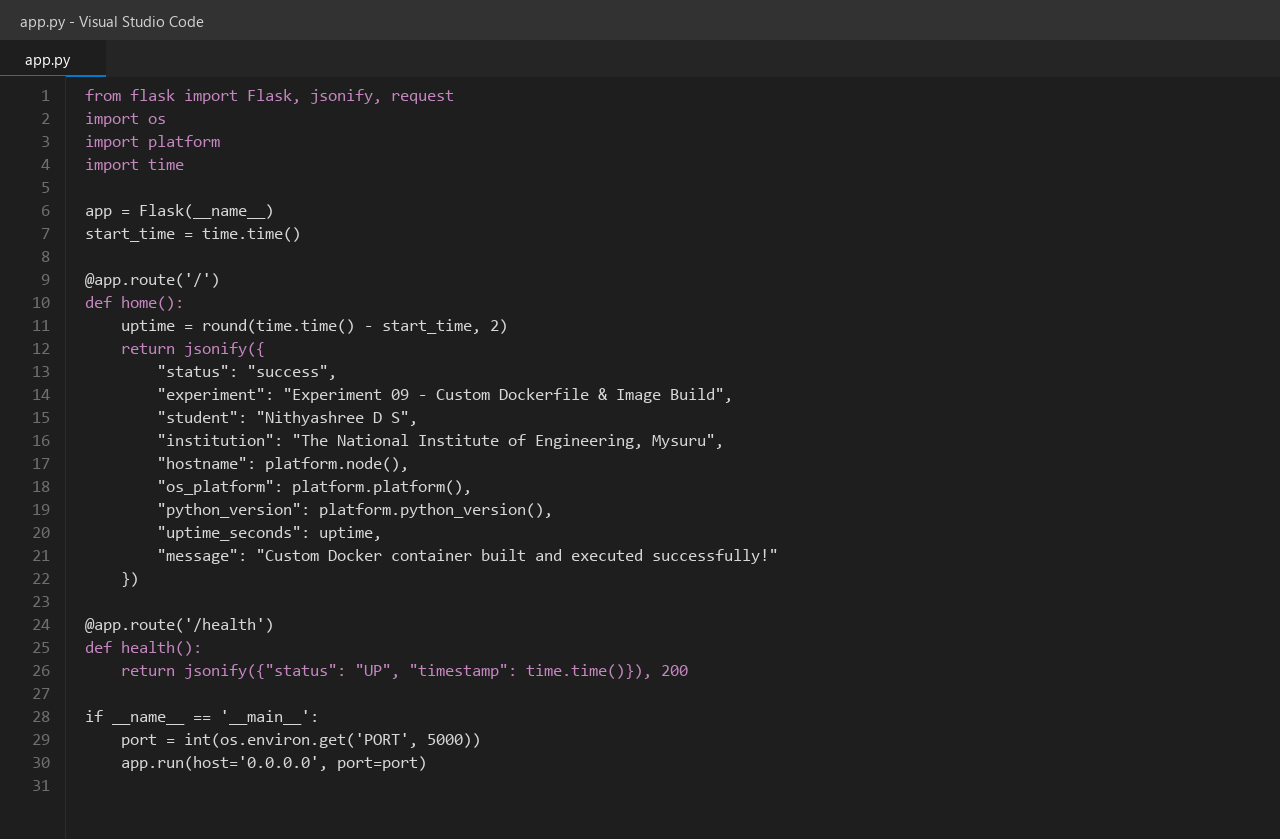 app.py - Visual Studio Code
app.py
1 from flask import Flask, jsonify, request
2 import os
3 import platform
4 import time
5
6 app = Flask(__name__)
7 start_time = time.time()
8
9 @app.route('/')
10 def home():
11     uptime = round(time.time() - start_time, 2)
12     return jsonify({
13         "status": "success",
14         "experiment": "Experiment 09 - Custom Dockerfile & Image Build",
15         "student": "Nithyashree D S",
16         "institution": "The National Institute of Engineering, Mysuru",
17         "hostname": platform.node(),
18         "os_platform": platform.platform(),
19         "python_version": platform.python_version(),
20         "uptime_seconds": uptime,
21         "message": "Custom Docker container built and executed successfully!"
22     })
23
24 @app.route('/health')
25 def health():
26     return jsonify({"status": "UP", "timestamp": time.time()}), 200
27
28 if __name__ == '__main__':
29     port = int(os.environ.get('PORT', 5000))
30     app.run(host='0.0.0.0', port=port)
31